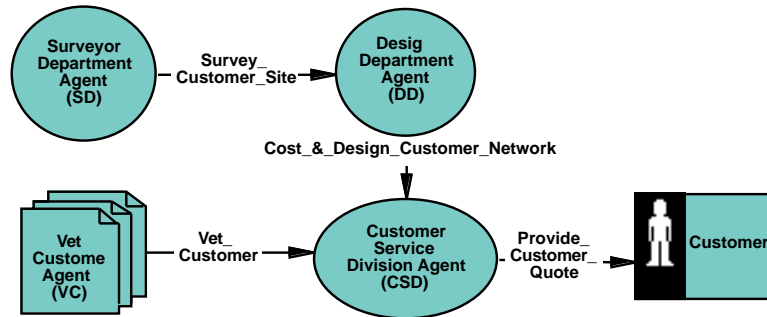 Surveyor
Department
Agent
(SD)
Survey_
Customer_Site
Desig
Department
Agent
(DD)
Cost_&_Design_Customer_Network
Vet
Custome
Agent
(VC)
Vet_
Customer
Customer
Service
Division Agent
(CSD)
Provide_
Customer_
Quote
Customer